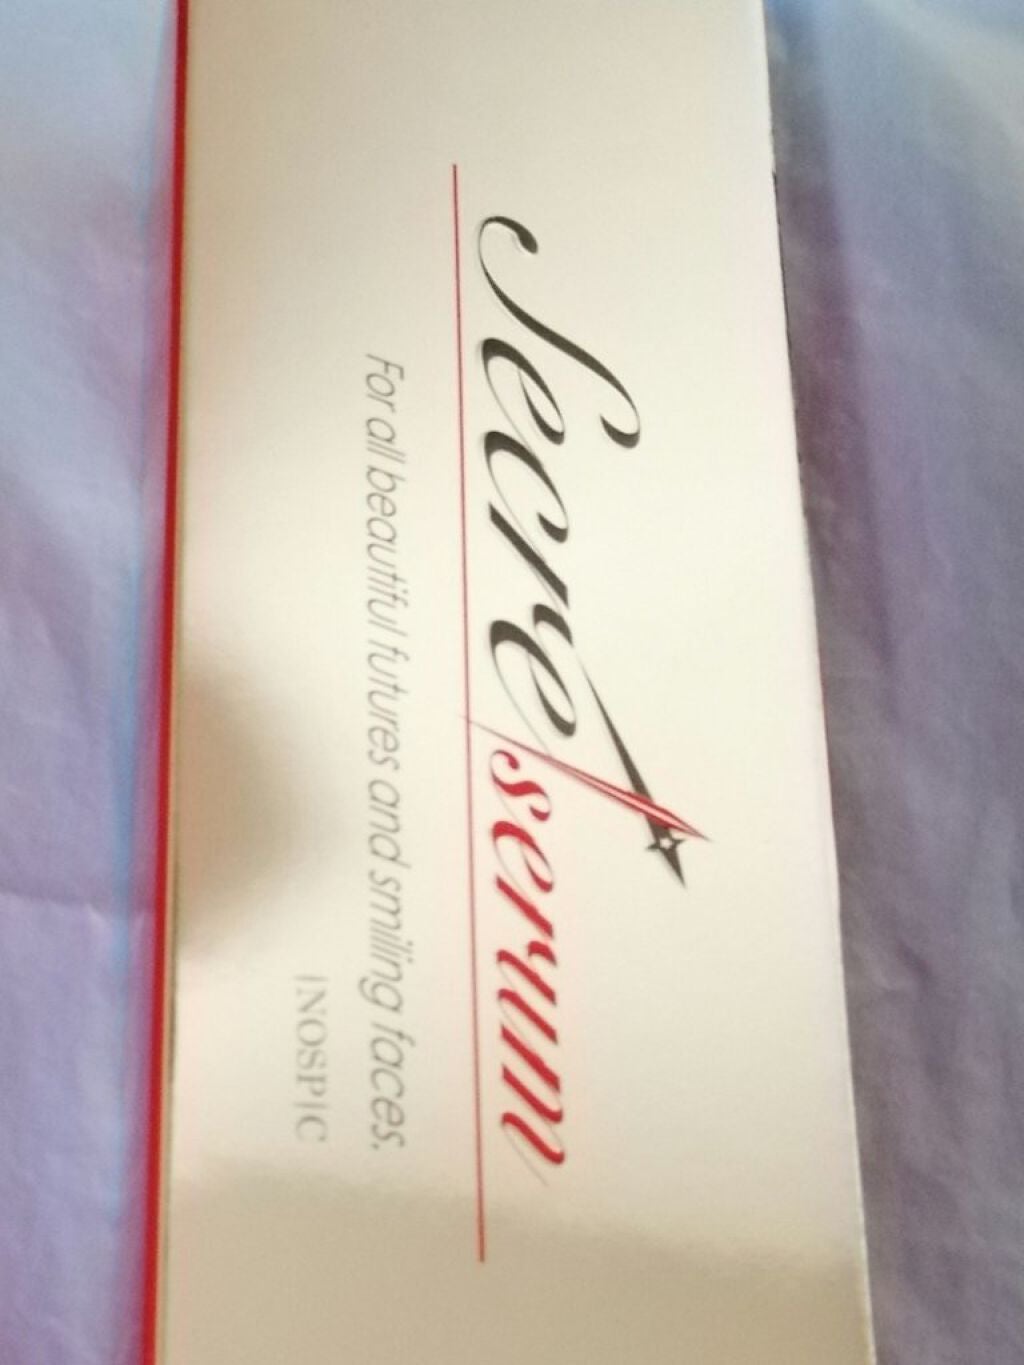 Secret serum
For all beautiful futures and smiling faces.
INOSPIC